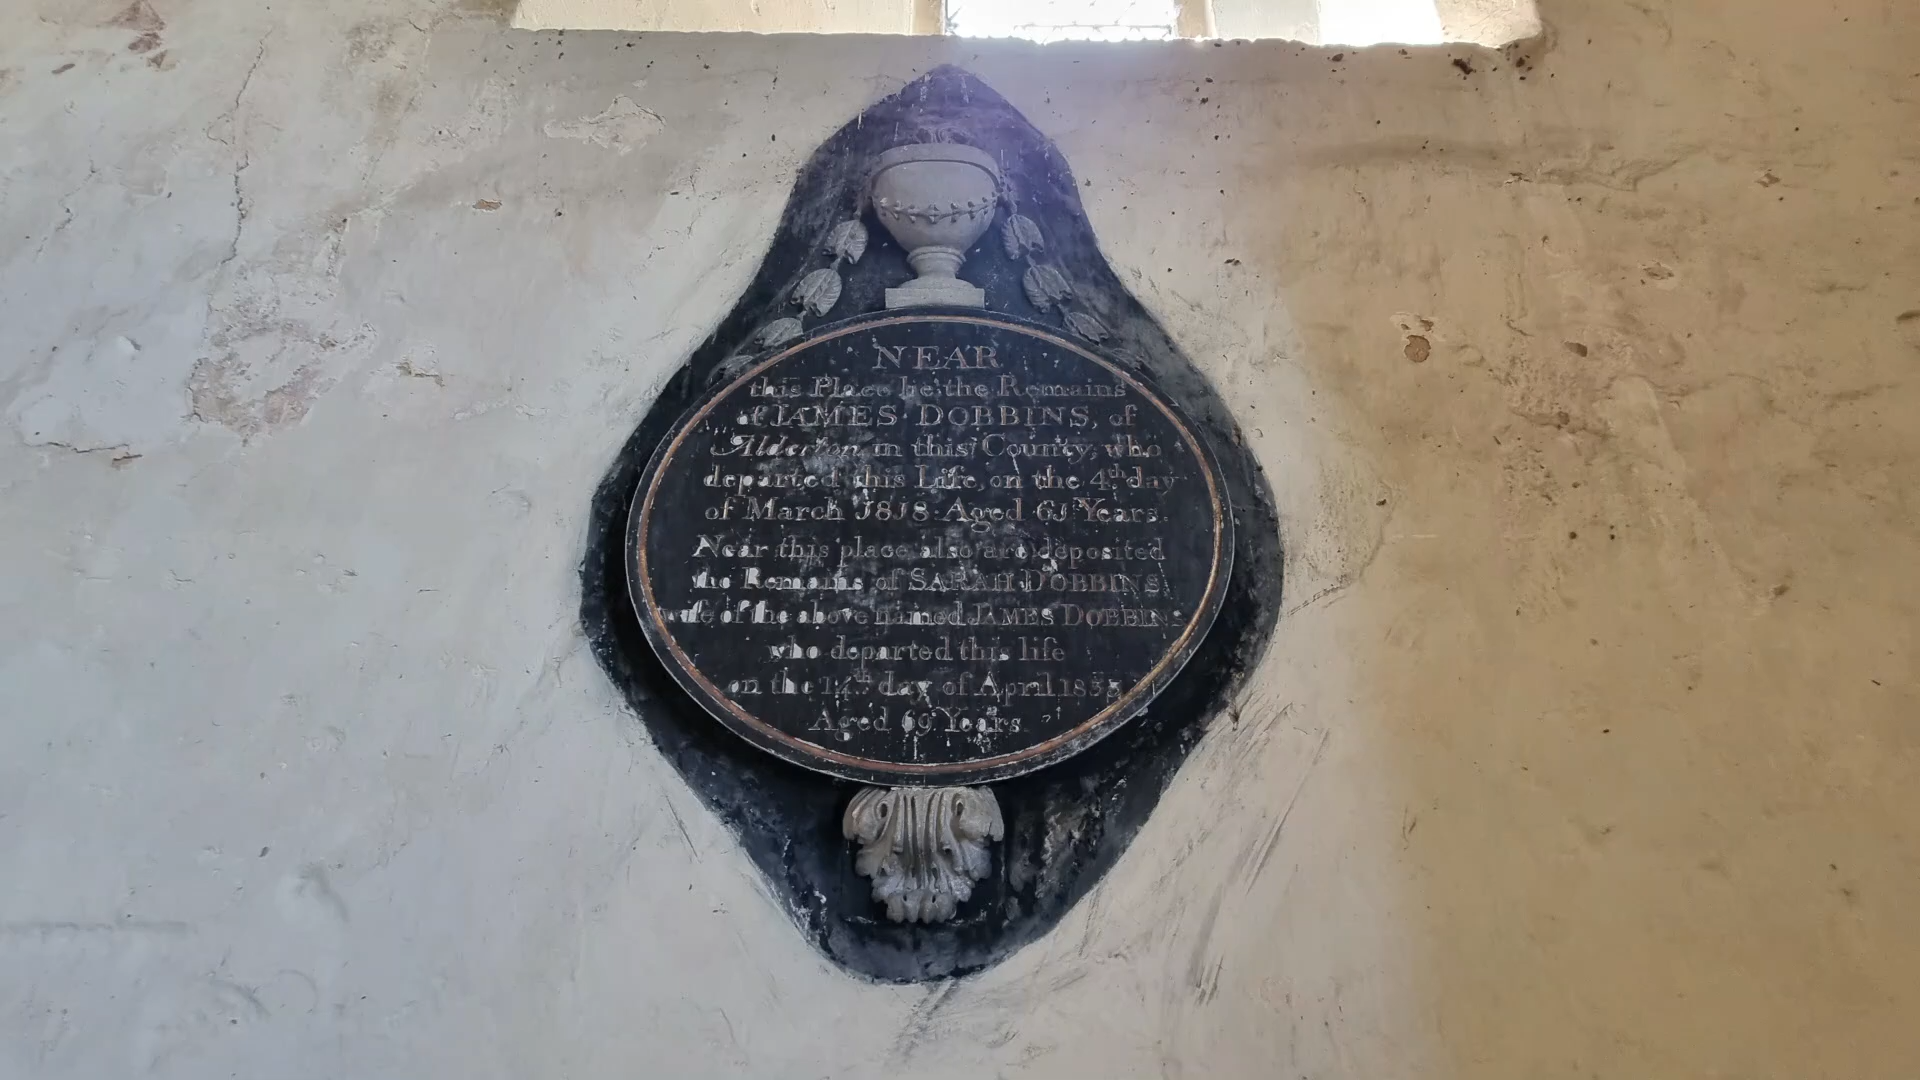 NEAR
this Place lie the Remains
of JAMES DOBBINS, of
Alderton in this County, who
departed this Life, on the 4th day
of March 1818 Aged 61 Years.
Near this place also are deposited
the Remains of SARAH DOBBINS
wife of the above named JAMES DOBBINS
who departed this life
on the 14th day of April
Aged 69 Years.